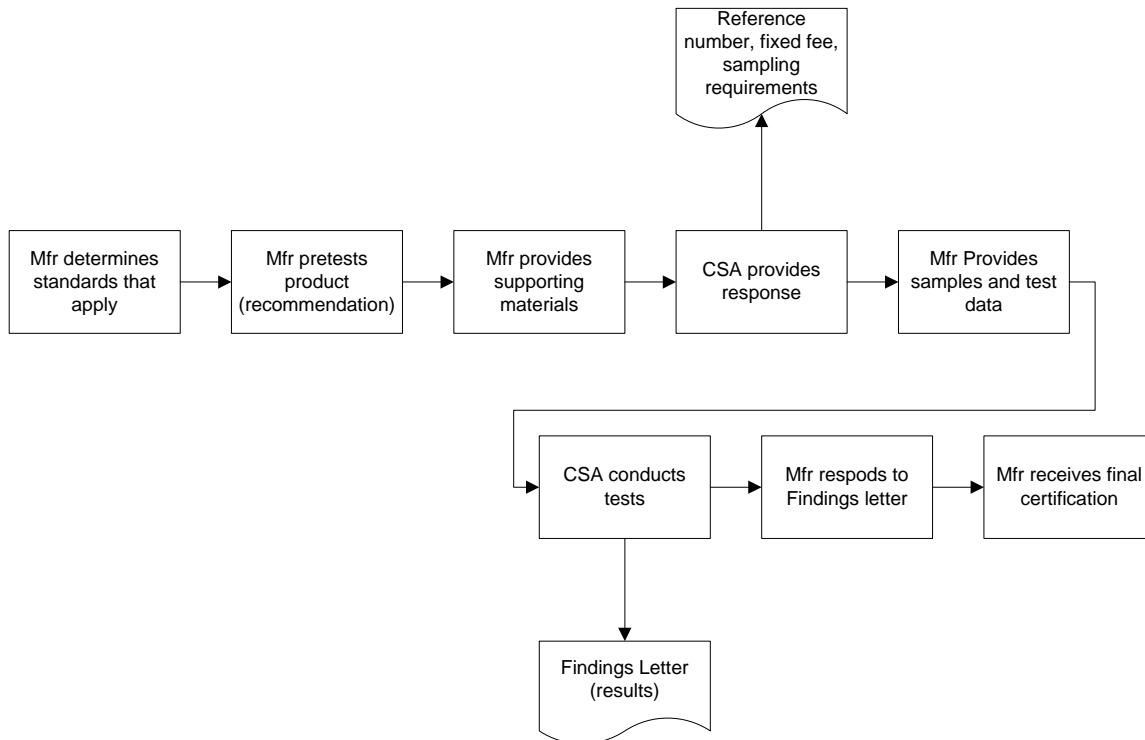 Reference
number, fixed fee,
sampling
requirements
Mfr determines
standards that
apply
Mfr pretests
product
(recommendation)
Mfr provides
supporting
materials
CSA provides
response
Mfr Provides
samples and test
data
CSA conducts
tests
Mfr respods to
Findings letter
Mfr receives final
certification
Findings Letter
(results)